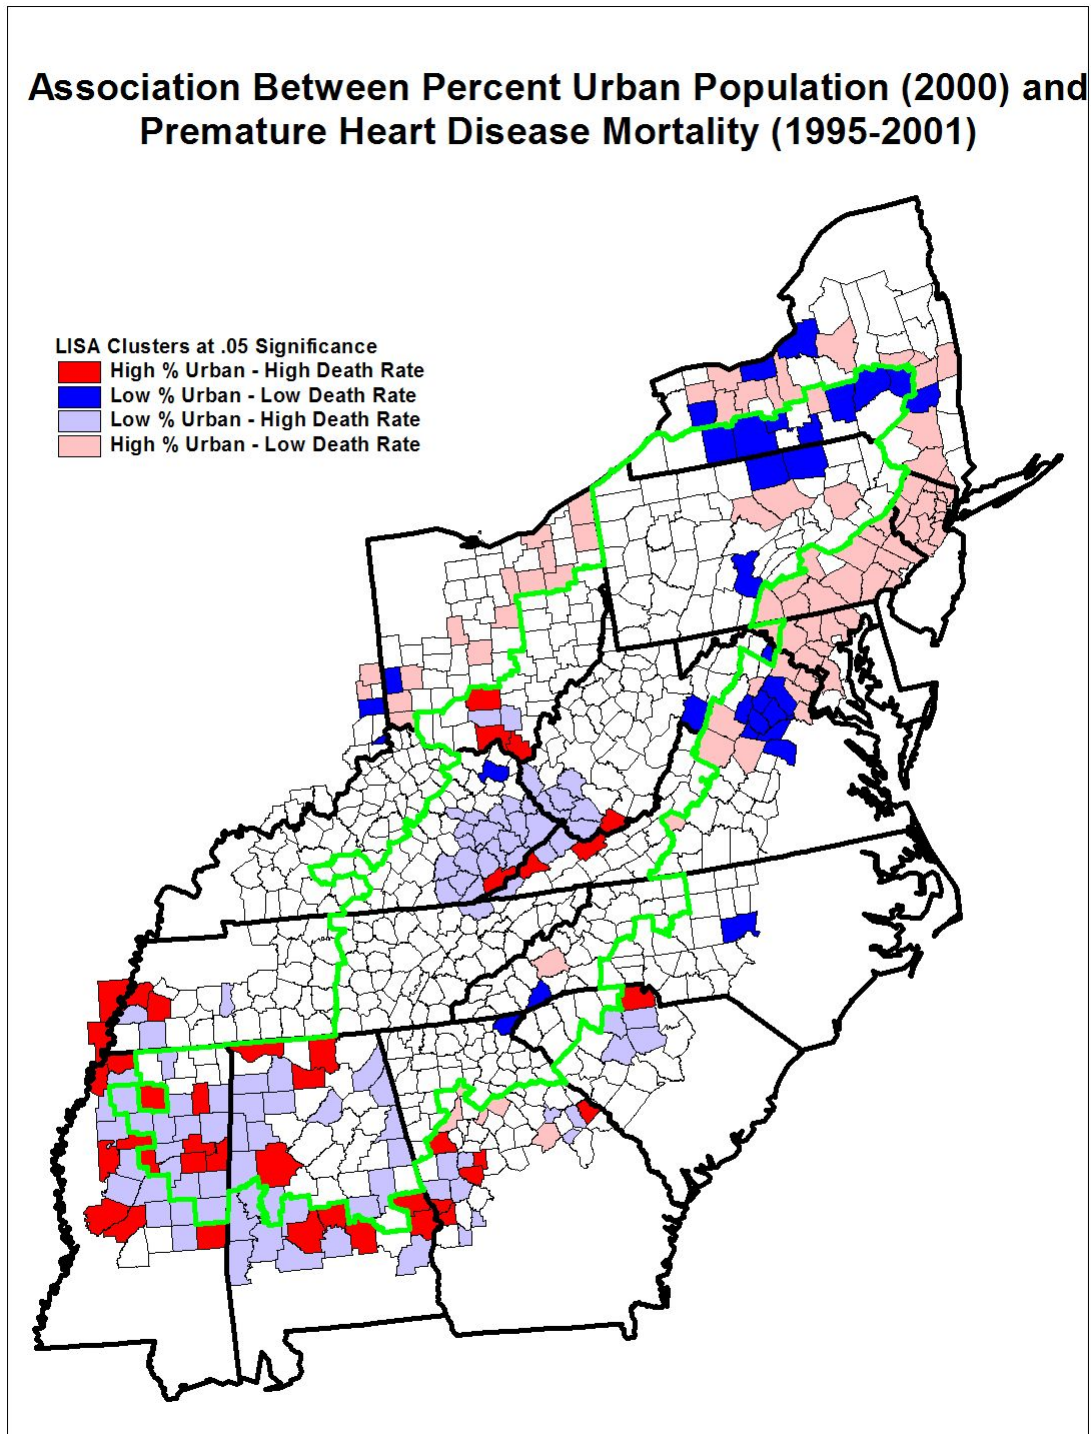 Association Between Percent Urban Population (2000) and
Premature Heart Disease Mortality (1995-2001)
LISA Clusters at .05 Significance
High % Urban - High Death Rate
Low % Urban - Low Death Rate
Low % Urban - High Death Rate
High % Urban - Low Death Rate